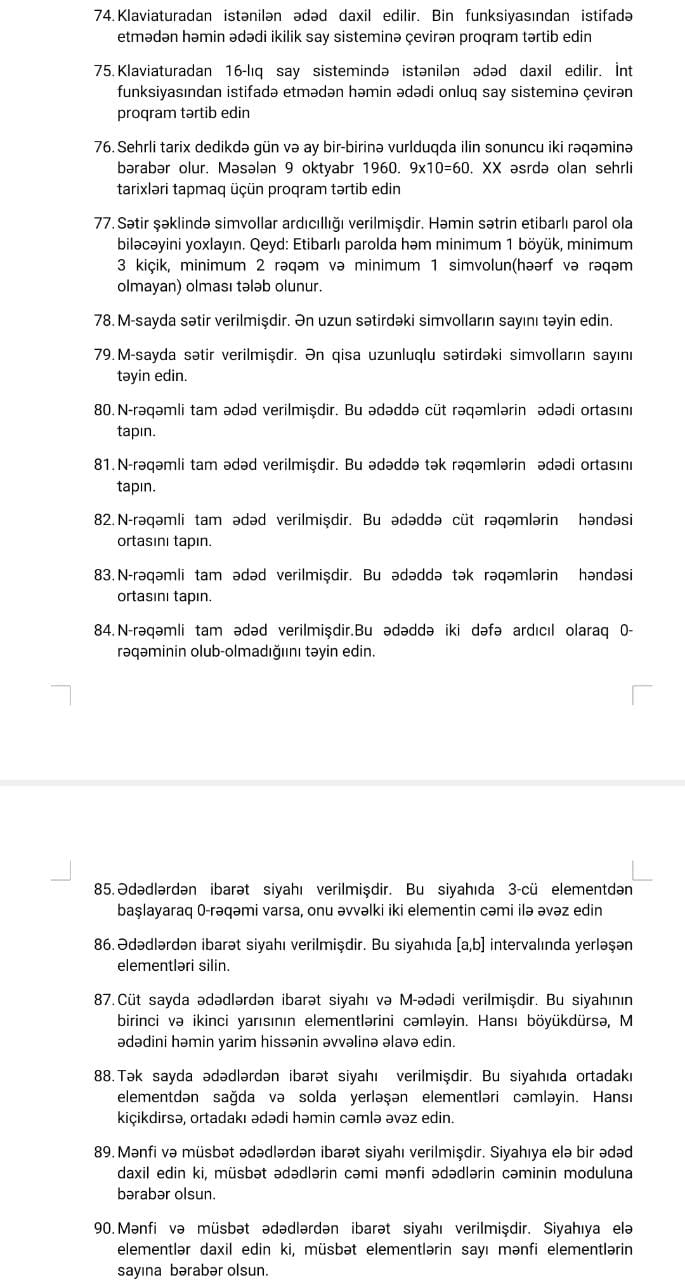 74. Klaviaturadan istənilən ədəd daxil edilir. Bin funksiyasından istifadə
etmədən həmin ədədi ikilik say sisteminə çevirən proqram tərtib edin
75. Klaviaturadan 16-lıq say sistemində istənilən ədəd daxil edilir. İnt
funksiyasından istifadə etmədən həmin ədədi onluq say sisteminə çevirən
proqram tərtib edin
76. Sehrli tarix dedikdə gün və ay bir-birinə vurlduqda ilin sonuncu iki rəqəminə
bərabər olur. Məsələn 9 oktyabr 1960. 9x10=60. XX əsrdə olan sehrli
tarixləri tapmaq üçün proqram tərtib edin
77. Sətir şəklində simvollar ardıcıllığı verilmişdir. Həmin sətrin etibarlı parol ola
biləcəyini yoxlayın. Qeyd: Etibarlı parolda həm minimum 1 böyük, minimum
3 kiçik, minimum 2 rəqəm və minimum 1 simvolun(həərf və rəqəm
olmayan) olması tələb olunur.
78. M-sayda sətir verilmişdir. Ən uzun sətirdəki simvolların sayını təyin edin.
79. M-sayda sətir verilmişdir. Ən qisa uzunluqlu sətirdəki simvolların sayını
təyin edin.
80. N-rəqəmli tam ədəd verilmişdir. Bu ədəddə cüt rəqəmlərin ədədi ortasını
tapın.
81. N-rəqəmli tam ədəd verilmişdir. Bu ədəddə tək rəqəmlərin ədədi ortasını
tapın.
82. N-rəqəmli tam ədəd verilmişdir. Bu ədəddə cüt rəqəmlərin həndəsi
ortasını tapın.
83. N-rəqəmli tam ədəd verilmişdir. Bu ədəddə tək rəqəmlərin həndəsi
ortasını tapın.
84. N-rəqəmli tam ədəd verilmişdir.Bu ədəddə iki dəfə ardıcıl olaraq 0-
rəqəminin olub-olmadığıını təyin edin.
85. Ədədlərdən ibarət siyahı verilmişdir. Bu siyahıda 3-cü elementdən
başlayaraq 0-rəqəmi varsa, onu əvvəlki iki elementin cəmi ilə əvəz edin
86. Ədədlərdən ibarət siyahı verilmişdir. Bu siyahıda [a,b] intervalında yerləşən
elementləri silin.
87. Cüt sayda ədədlərdən ibarət siyahı və M-ədədi verilmişdir. Bu siyahının
birinci və ikinci yarısının elementlərini cəmləyin. Hansı böyükdürsə, M
ədədini həmin yarim hissənin əvvəlinə əlavə edin.
88. Tək sayda ədədlərdən ibarət siyahı verilmişdir. Bu siyahıda ortadakı
elementdən sağda və solda yerləşən elementləri cəmləyin. Hansı
kiçikdirsə, ortadakı ədədi həmin cəmlə əvəz edin.
89. Mənfi və müsbət ədədlərdən ibarət siyahı verilmişdir. Siyahıya elə bir ədəd
daxil edin ki, müsbət ədədlərin cəmi mənfi ədədlərin cəminin moduluna
bərabər olsun.
90. Mənfi və müsbət ədədlərdən ibarət siyahı verilmişdir. Siyahıya elə
elementlər daxil edin ki, müsbət elementlərin sayı mənfi elementlərin
sayına bərabər olsun.